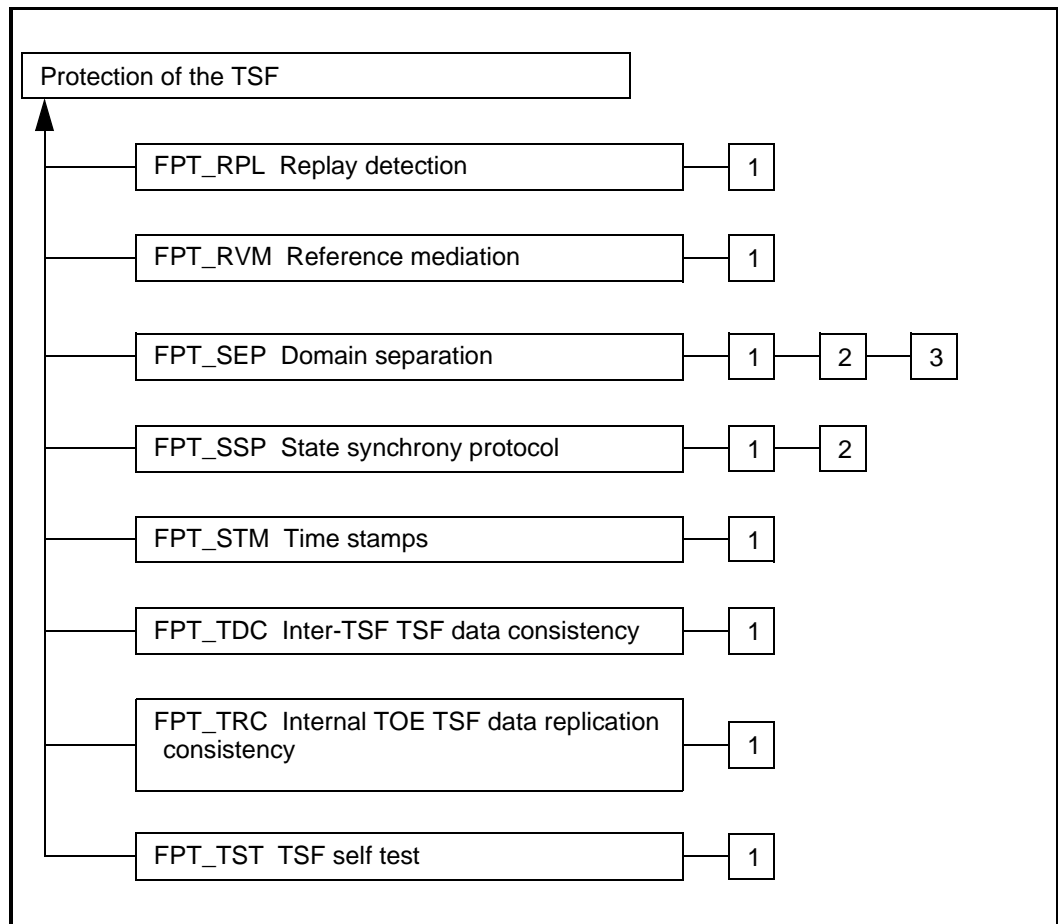 Protection of the TSF
FPT_RPL Replay detection 1
FPT_RVM Reference mediation 1
FPT_SEP Domain separation 1 2 3
FPT_SSP State synchrony protocol 1 2
FPT_STM Time stamps 1
FPT_TDC Inter-TSF TSF data consistency 1
FPT_TRC Internal TOE TSF data replication
consistency 1
FPT_TST TSF self test 1